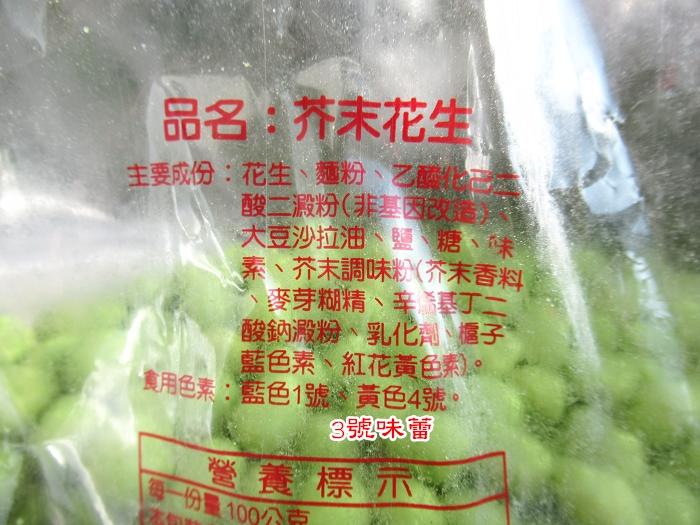 品名：芥末花生
主要成份：花生、麵粉、乙醯化己二
酸二澱粉(非基因改造)、
大豆沙拉油、鹽、糖、味
素、芥末調味粉(芥末香料
、麥芽糊精、辛烯基丁二
酸鈉澱粉、乳化劑、梔子
藍色素、紅花黃色素)。
食用色素：藍色1號、黃色4號。
3號味蕾
營養標示
每一份量 100公克